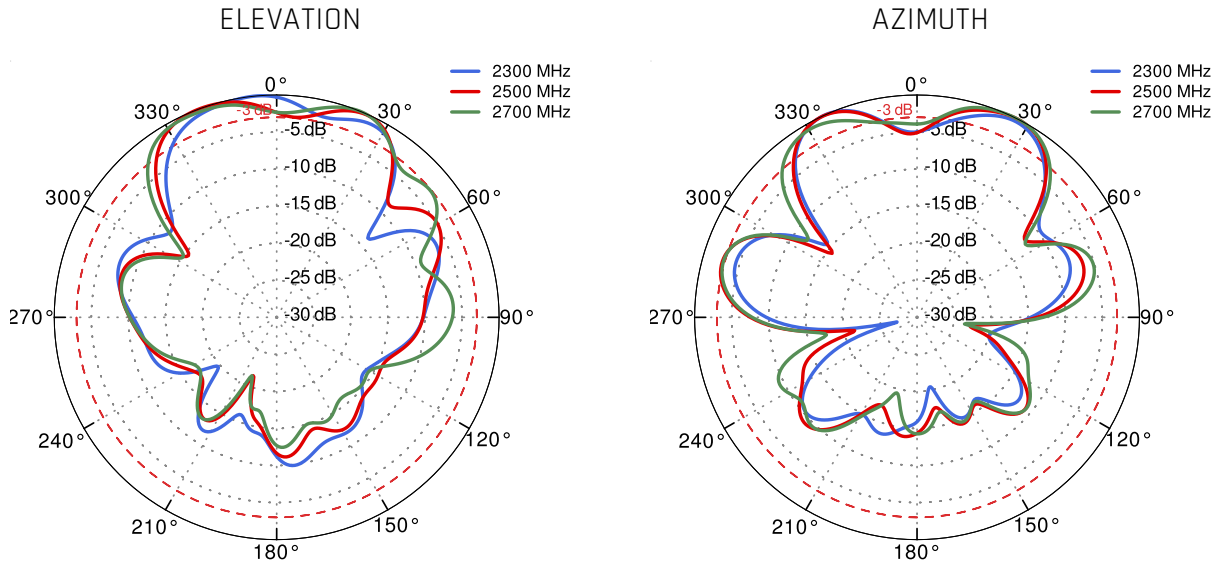 ELEVATION
2300 MHz
2500 MHz
2700 MHz
0°
330°
30°
-3 dB
-5 dB
-10 dB
300°
60°
-15 dB
-20 dB
-25 dB
270°
-30 dB
90°
240°
120°
210°
150°
180°
AZIMUTH
2300 MHz
2500 MHz
2700 MHz
0°
330°
30°
-3 dB
-5 dB
-10 dB
300°
60°
-15 dB
-20 dB
-25 dB
270°
-30 dB
90°
240°
120°
210°
150°
180°